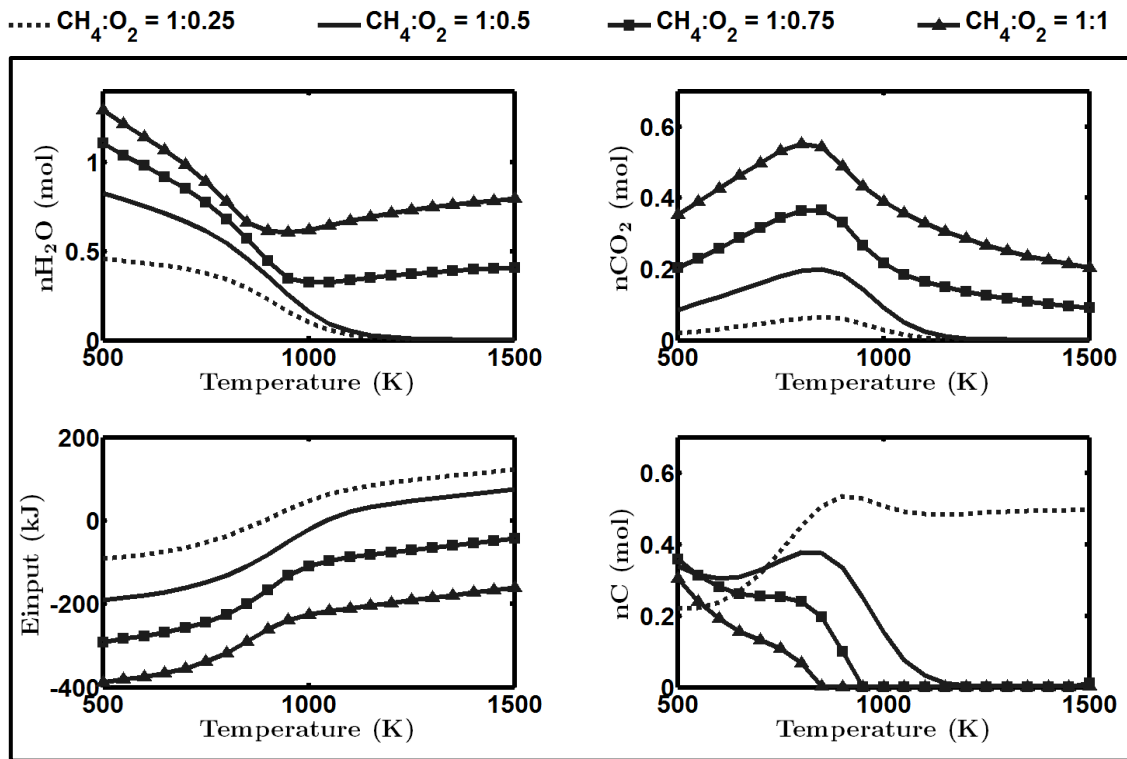 CH₄:O₂ = 1:0.25 CH₄:O₂ = 1:0.5 CH₄:O₂ = 1:0.75 CH₄:O₂ = 1:1
nH₂O (mol)
1
0.5
0
500 1000 1500
Temperature (K)
nCO₂ (mol)
0.6
0.4
0.2
0
500 1000 1500
Temperature (K)
Einput (kJ)
200
0
-200
-400
500 1000 1500
Temperature (K)
nC (mol)
0.6
0.4
0.2
0
500 1000 1500
Temperature (K)